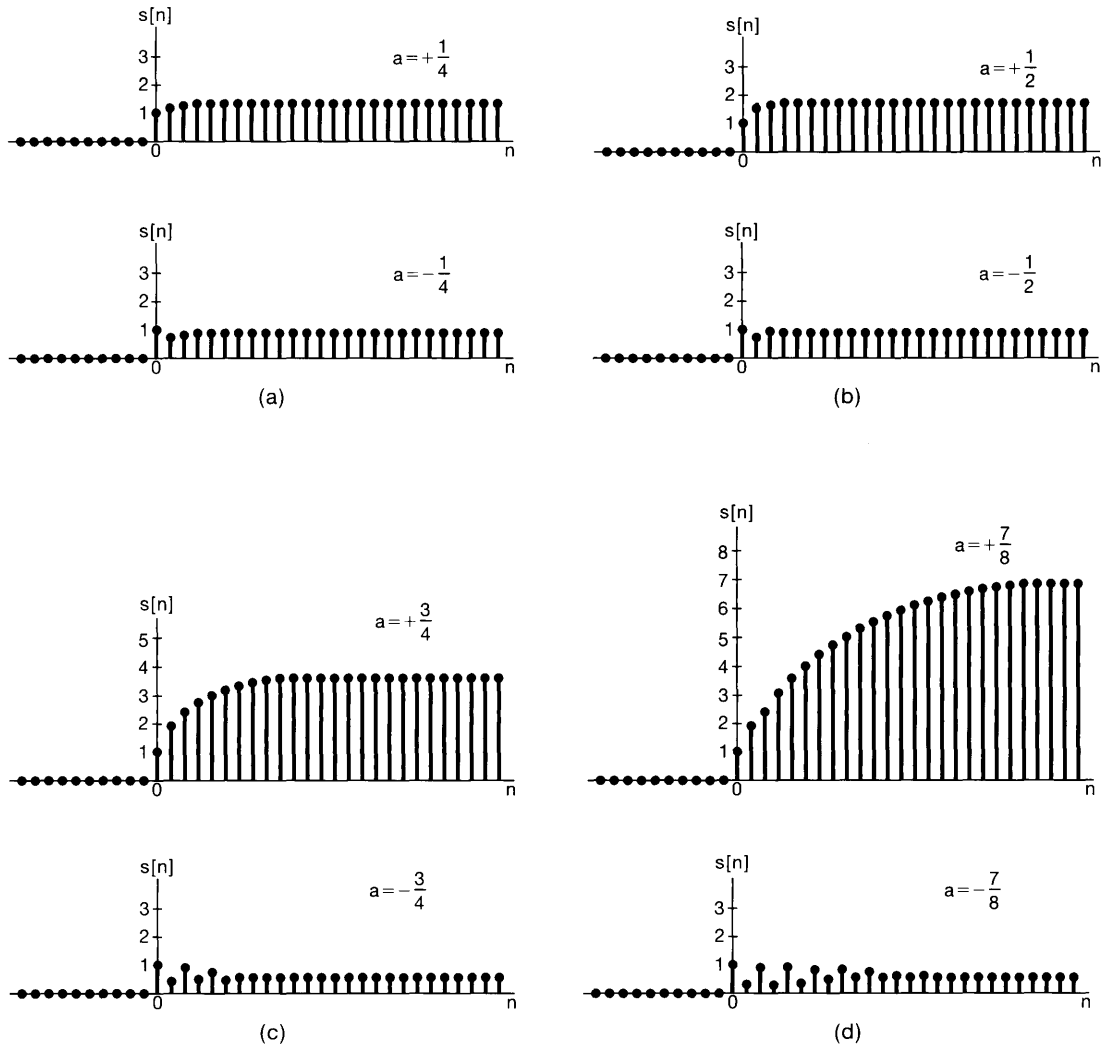 s[n]
3
2
1
a=+1/4
0
n
s[n]
3
2
1
a=−1/4
0
n
(a)
s[n]
3
2
1
a=+1/2
0
n
s[n]
3
2
1
a=−1/2
0
n
(b)
s[n]
5
4
3
2
1
a=+3/4
0
n
s[n]
3
2
1
a=−3/4
0
n
(c)
s[n]
8
7
6
5
4
3
2
1
a=+7/8
0
n
s[n]
3
2
1
a=−7/8
0
n
(d)